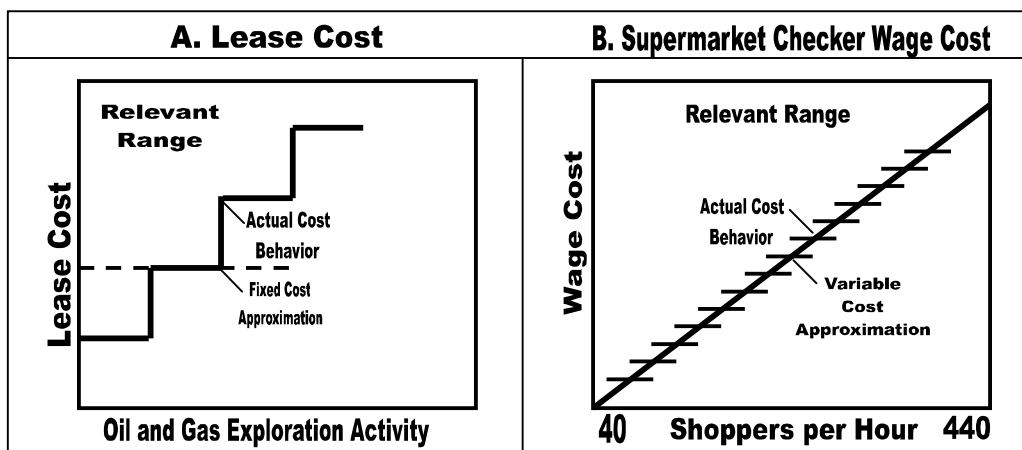 A. Lease Cost
B. Supermarket Checker Wage Cost
Relevant
Range
Lease Cost
Actual Cost
Behavior
Fixed Cost
Approximation
Oil and Gas Exploration Activity
Relevant Range
Wage Cost
Actual Cost
Behavior
Variable
Cost
Approximation
40
Shoppers per Hour
440